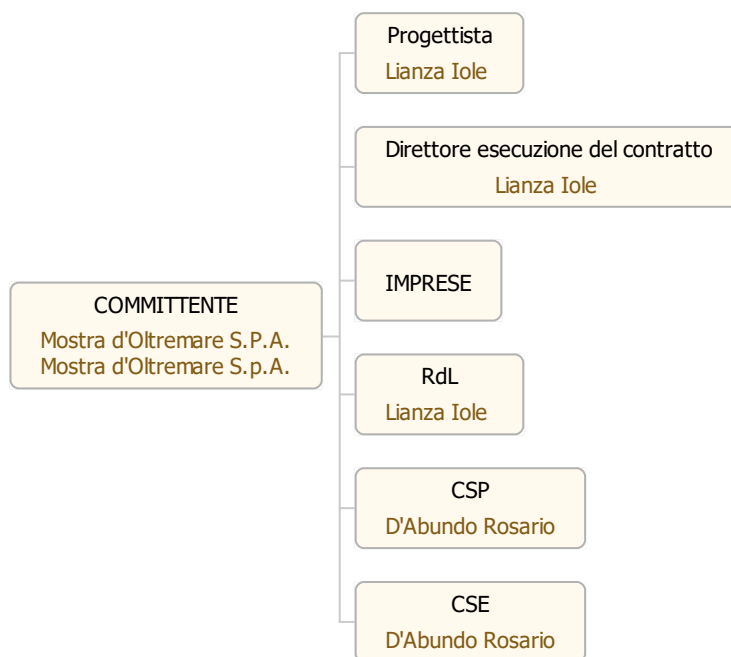 Progettista
Lianza Iole
Direttore esecuzione del contratto
Lianza Iole
IMPRESE
COMMITTENTE
Mostra d'Oltremare S.P.A.
Mostra d'Oltremare S.p.A.
RdL
Lianza Iole
CSP
D'Abundo Rosario
CSE
D'Abundo Rosario